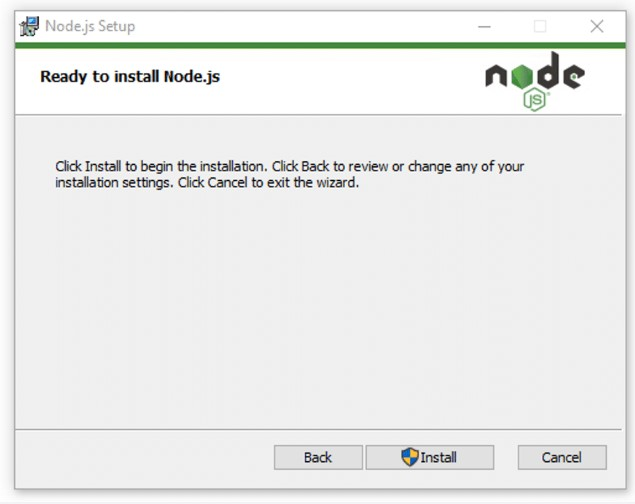 Node.js Setup
Ready to install Node.js
node
JS
Click Install to begin the installation. Click Back to review or change any of your
installation settings. Click Cancel to exit the wizard.
Back Install Cancel